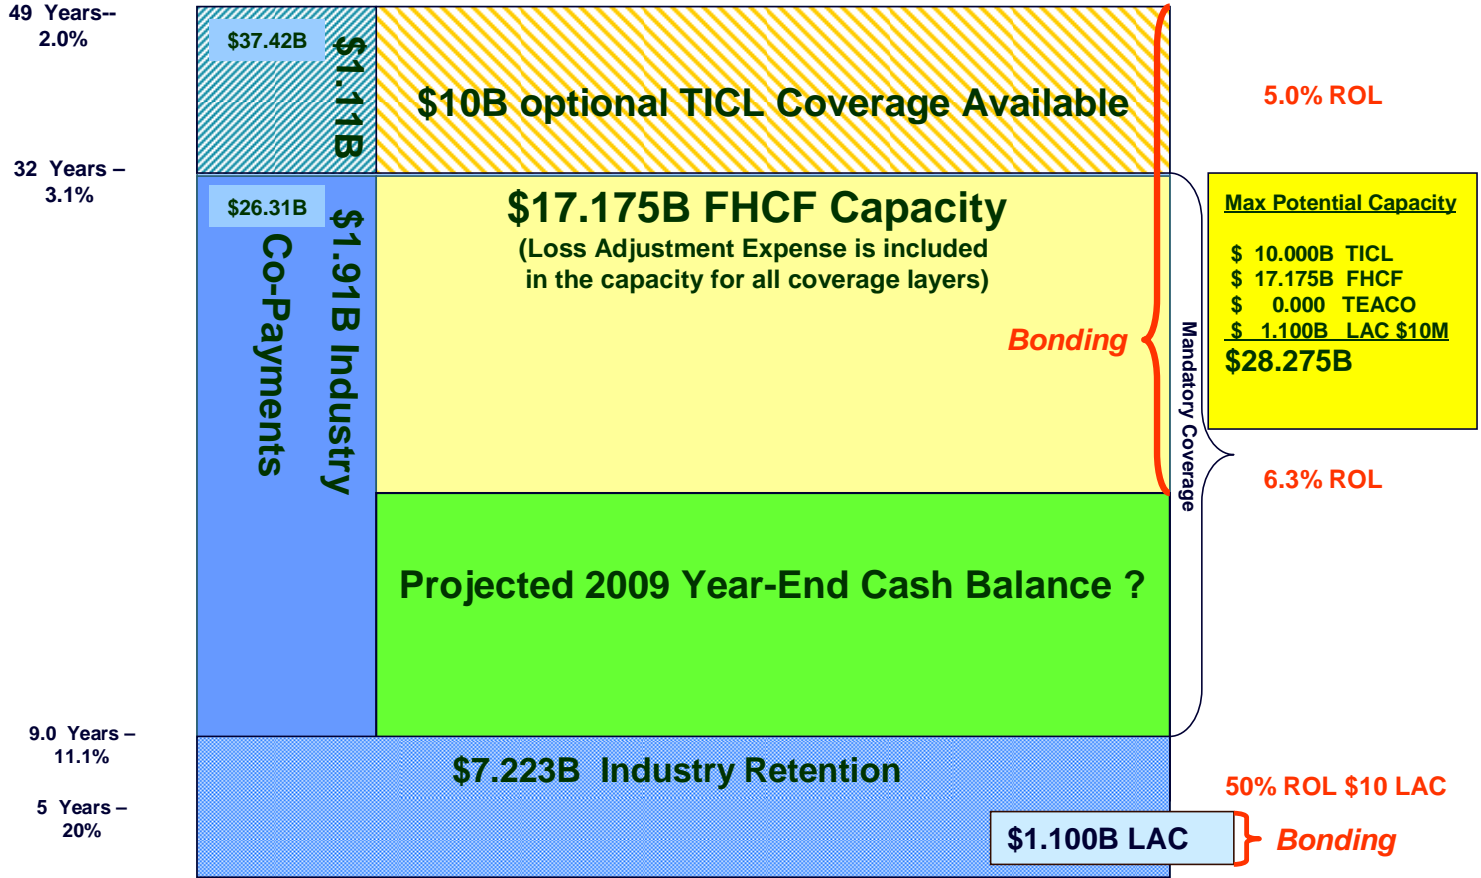 49 Years--
2.0%
$37.42B
$1.11B
$10B optional TICL Coverage Available
5.0% ROL
32 Years –
3.1%
$26.31B
$1.91B Industry
Co-Payments
$17.175B FHCF Capacity
(Loss Adjustment Expense is included
in the capacity for all coverage layers)
Bonding
Mandatory Coverage
Max Potential Capacity
$ 10.000B TICL
$ 17.175B FHCF
$ 0.000 TEACO
$ 1.100B LAC $10M
$28.275B
6.3% ROL
Projected 2009 Year-End Cash Balance ?
9.0 Years –
11.1%
$7.223B Industry Retention
50% ROL $10 LAC
5 Years –
20%
$1.100B LAC
Bonding